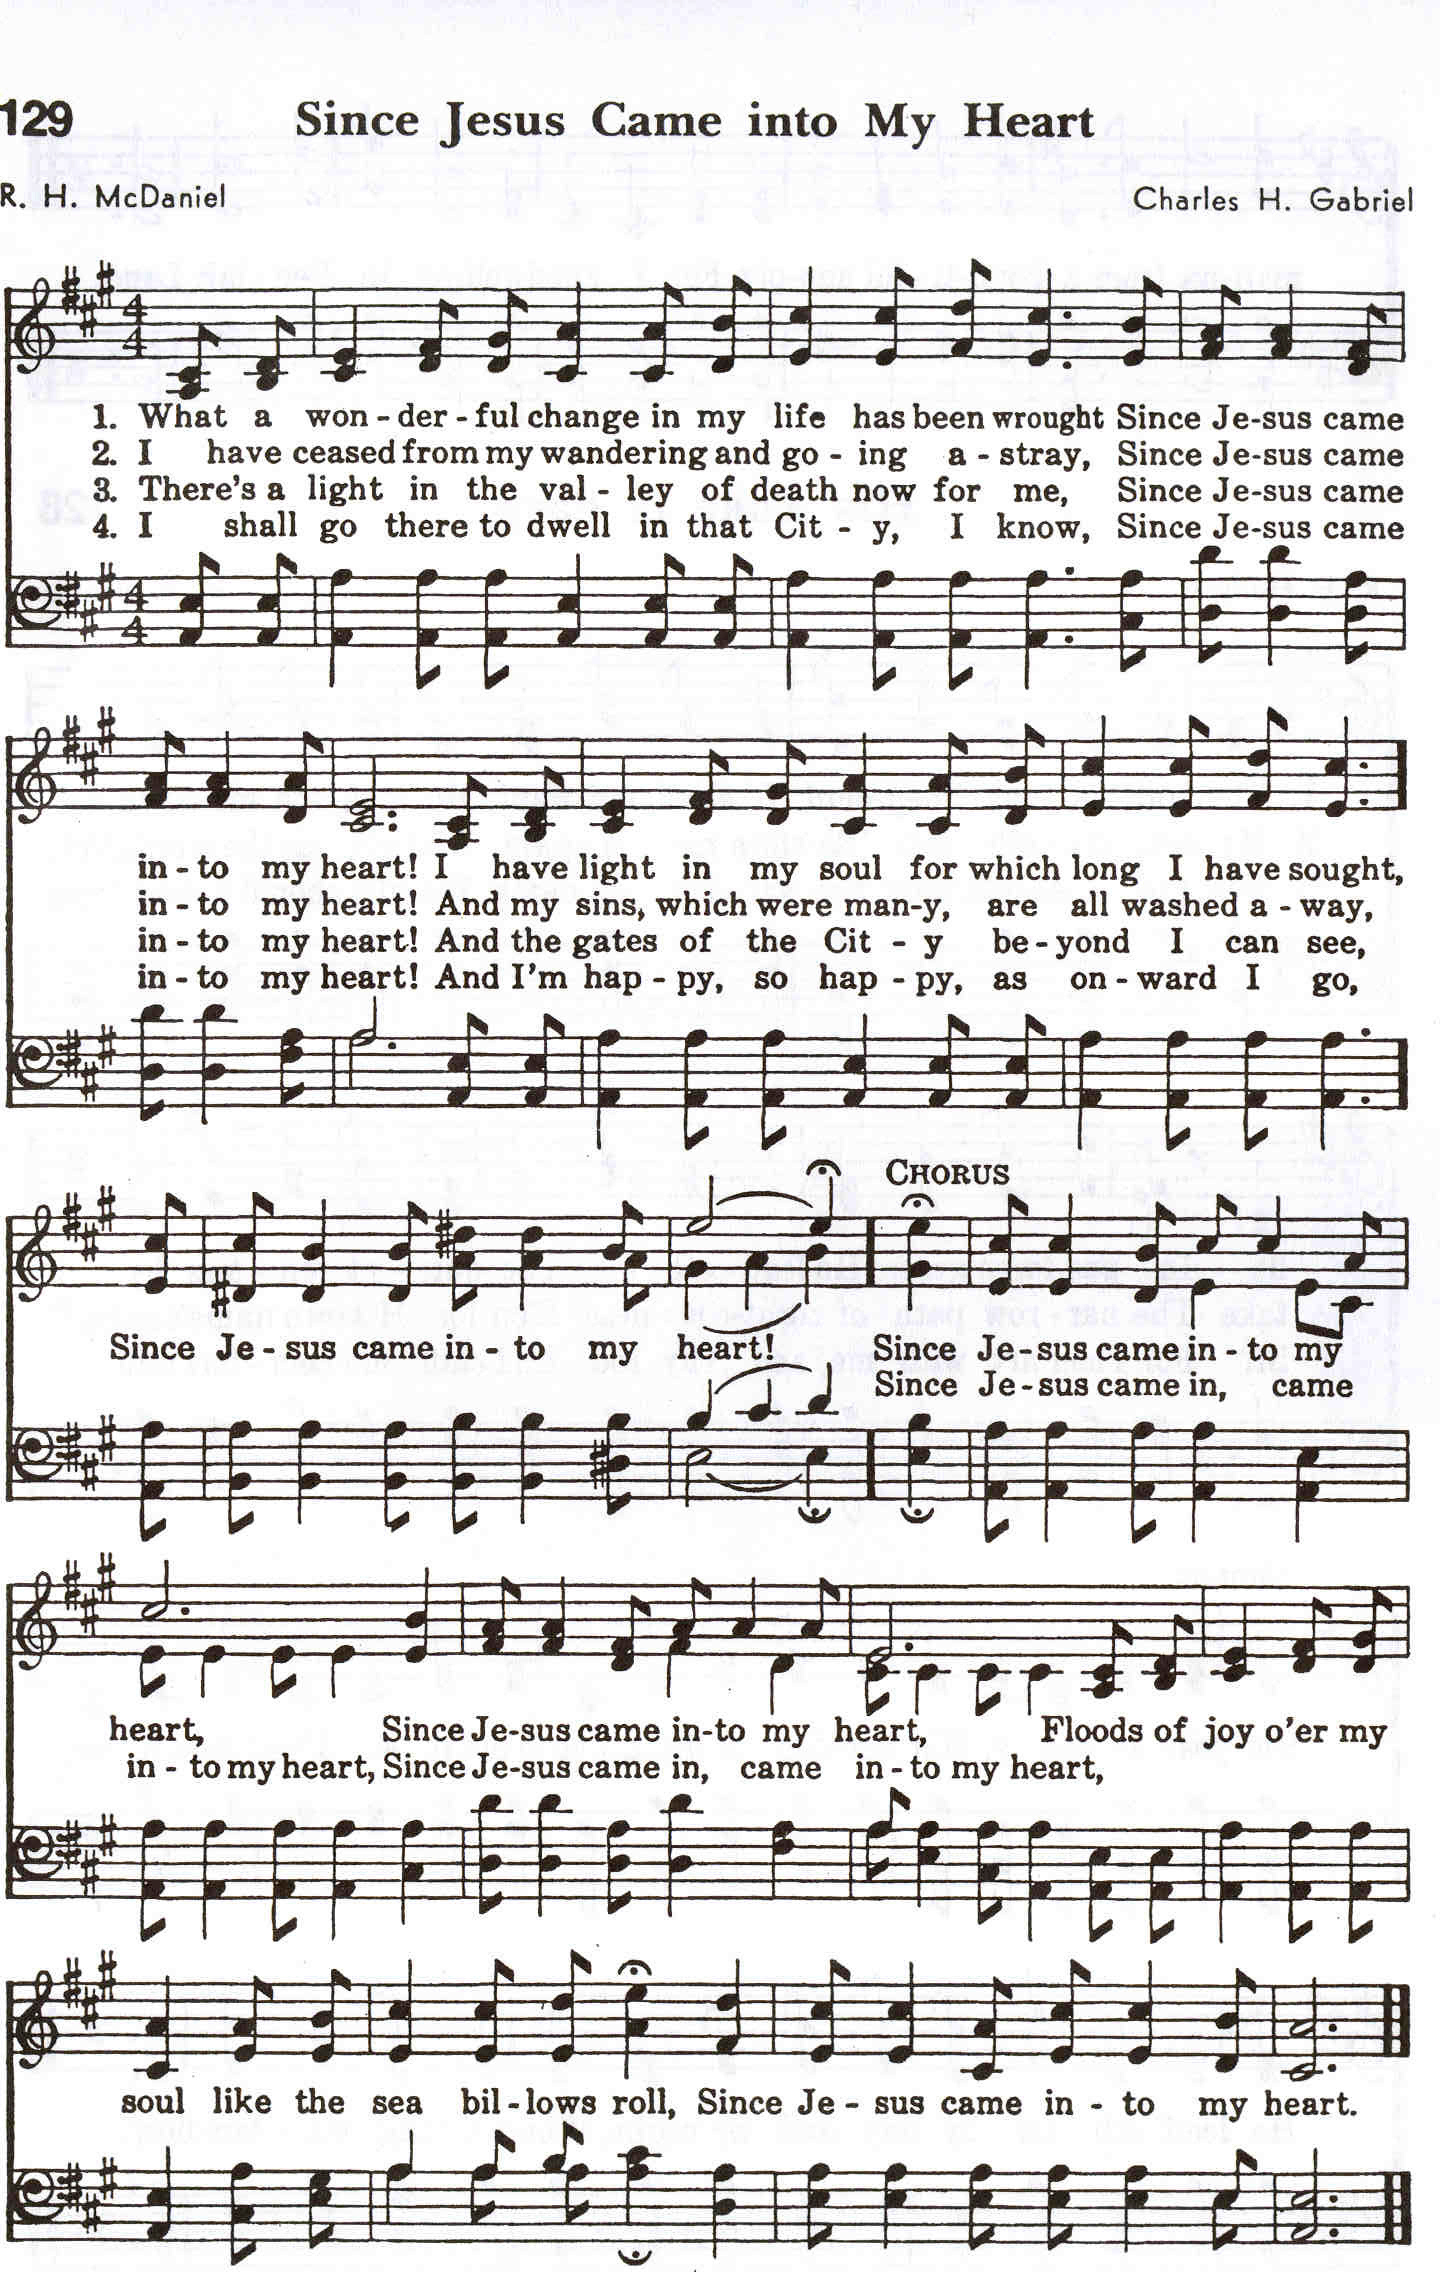 129 Since Jesus Came into My Heart
R. H. McDaniel Charles H. Gabriel
1. What a won-der-ful change in my life has been wrought Since Je-sus came
2. I have ceased from my wandering and go-ing a-stray, Since Je-sus came
3. There's a light in the val-ley of death now for me, Since Je-sus came
4. I shall go there to dwell in that Cit-y, I know, Since Je-sus came
in-to my heart! I have light in my soul for which long I have sought,
in-to my heart! And my sins, which were man-y, are all washed a-way,
in-to my heart! And the gates of the Cit-y be-yond I can see,
in-to my heart! And I'm hap-py, so hap-py, as on-ward I go,
CHORUS
Since Je-sus came in-to my heart! Since Je-sus came in-to my
Since Je-sus came in, came
heart, Since Je-sus came in-to my heart, Floods of joy o'er my
in-to my heart, Since Je-sus came in, came in-to my heart,
soul like the sea bil-lows roll, Since Je-sus came in-to my heart.